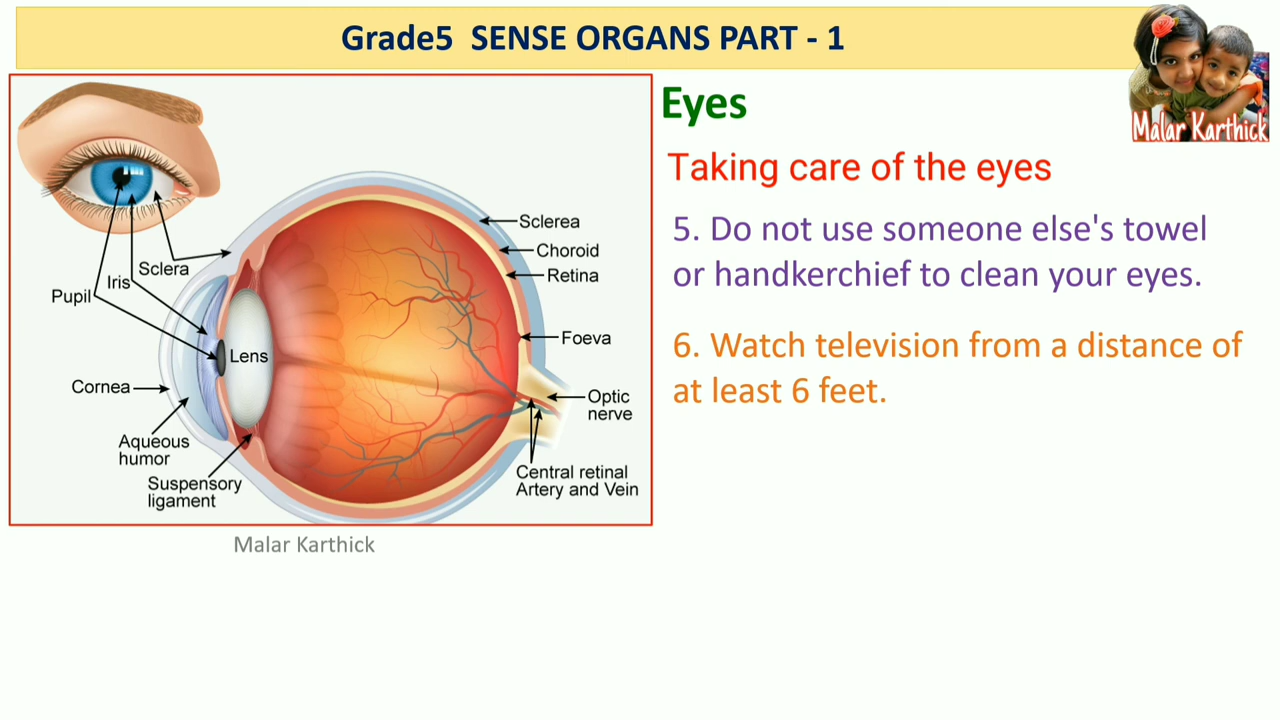 Grade5 SENSE ORGANS PART - 1
Malar Karthick
Eyes
Taking care of the eyes
5. Do not use someone else's towel
or handkerchief to clean your eyes.
6. Watch television from a distance of
at least 6 feet.
Sclera
Iris
Pupil
Lens
Cornea
Aqueous
humor
Suspensory
ligament
Sclerea
Choroid
Retina
Foeva
Optic
nerve
Central retinal
Artery and Vein
Malar Karthick